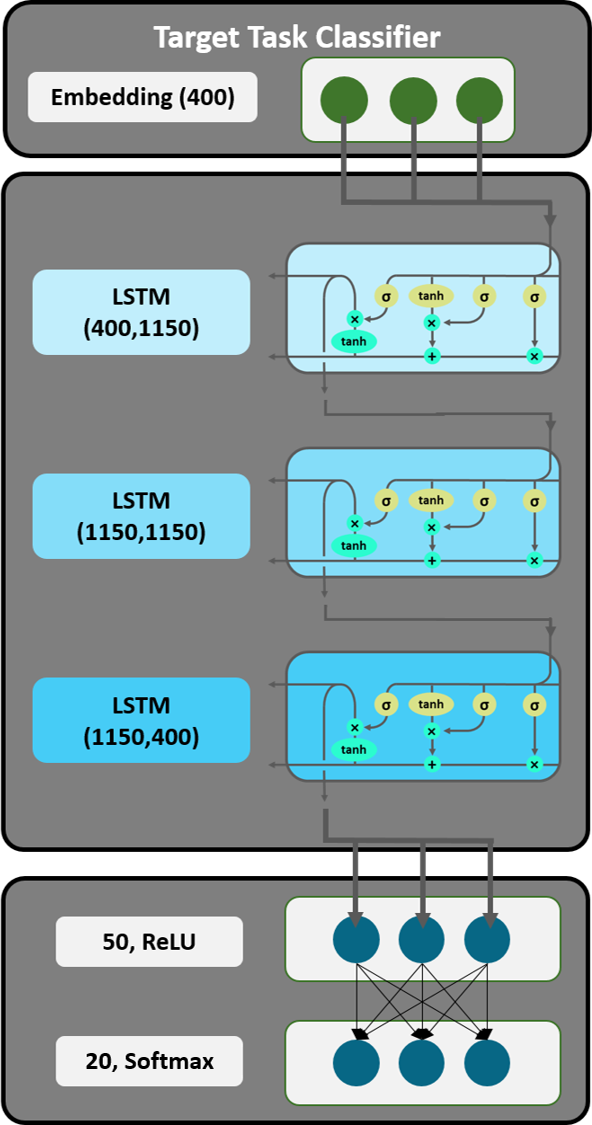 Target Task Classifier
Embedding (400)
LSTM
(400,1150)
σ tanh σ σ
×
×
tanh
+ ×
LSTM
(1150,1150)
σ tanh σ σ
×
×
tanh
+ ×
LSTM
(1150,400)
σ tanh σ σ
×
×
tanh
+ ×
50, ReLU
20, Softmax